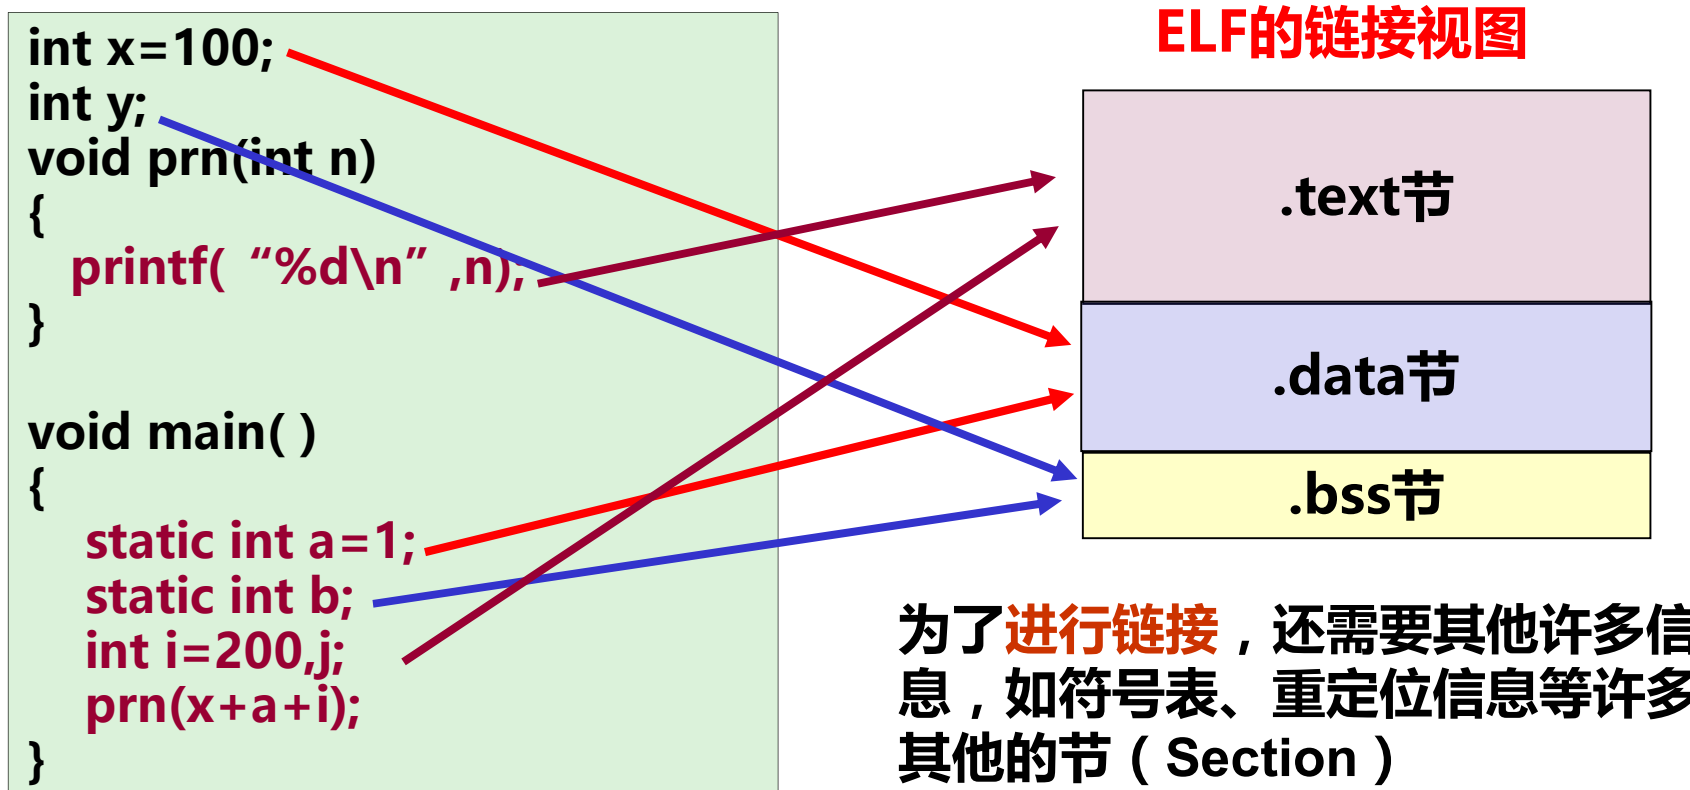 int x=100;
int y;
void prn(int n)
{
printf( “%d\n” ,n);
}
void main( )
{
static int a=1;
static int b;
int i=200,j;
prn(x+a+i);
}
ELF的链接视图
.text节
.data节
.bss节
为了进行链接，还需要其他许多信
息，如符号表、重定位信息等许多
其他的节（Section）